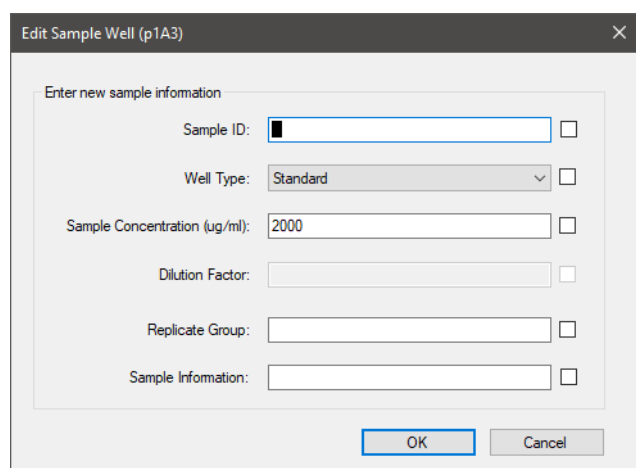 Edit Sample Well (p1A3)
Enter new sample information
Sample ID:
Well Type: Standard
Sample Concentration (ug/ml): 2000
Dilution Factor:
Replicate Group:
Sample Information:
OK Cancel